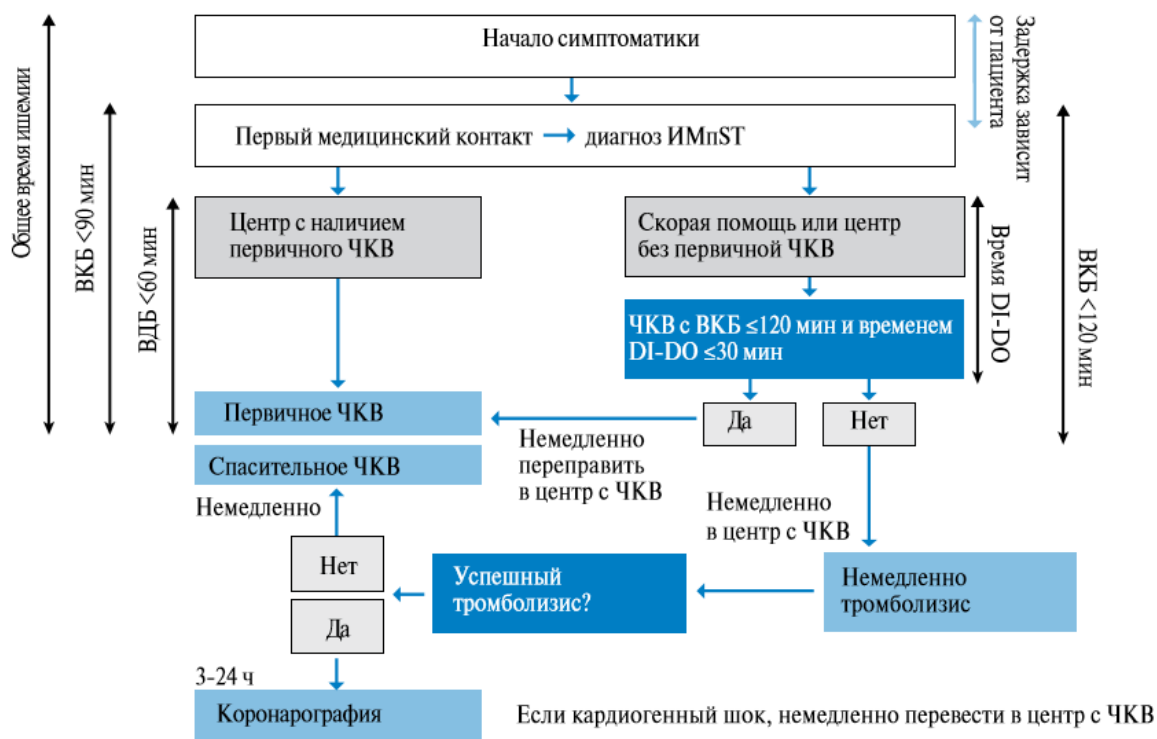 Начало симптоматики
Задержка зависит
от пациента
Общее время ишемии
ВКБ <90 мин
Первый медицинский контакт → диагноз ИМпST
ВДБ <60 мин
Центр с наличием
первичного ЧКВ
Скорая помощь или центр
без первичной ЧКВ
Время DI-DO
ВКБ <120 мин
ЧКВ с ВКБ ≤120 мин и временем
DI-DO ≤30 мин
Первичное ЧКВ
Да
Нет
Немедленно
переправить
в центр с ЧКВ
Спасительное ЧКВ
Немедленно
Немедленно
в центр с ЧКВ
Нет
Успешный
тромболизис?
Немедленно
тромболизис
Да
3-24 ч
Коронарография
Если кардиогенный шок, немедленно перевести в центр с ЧКВ